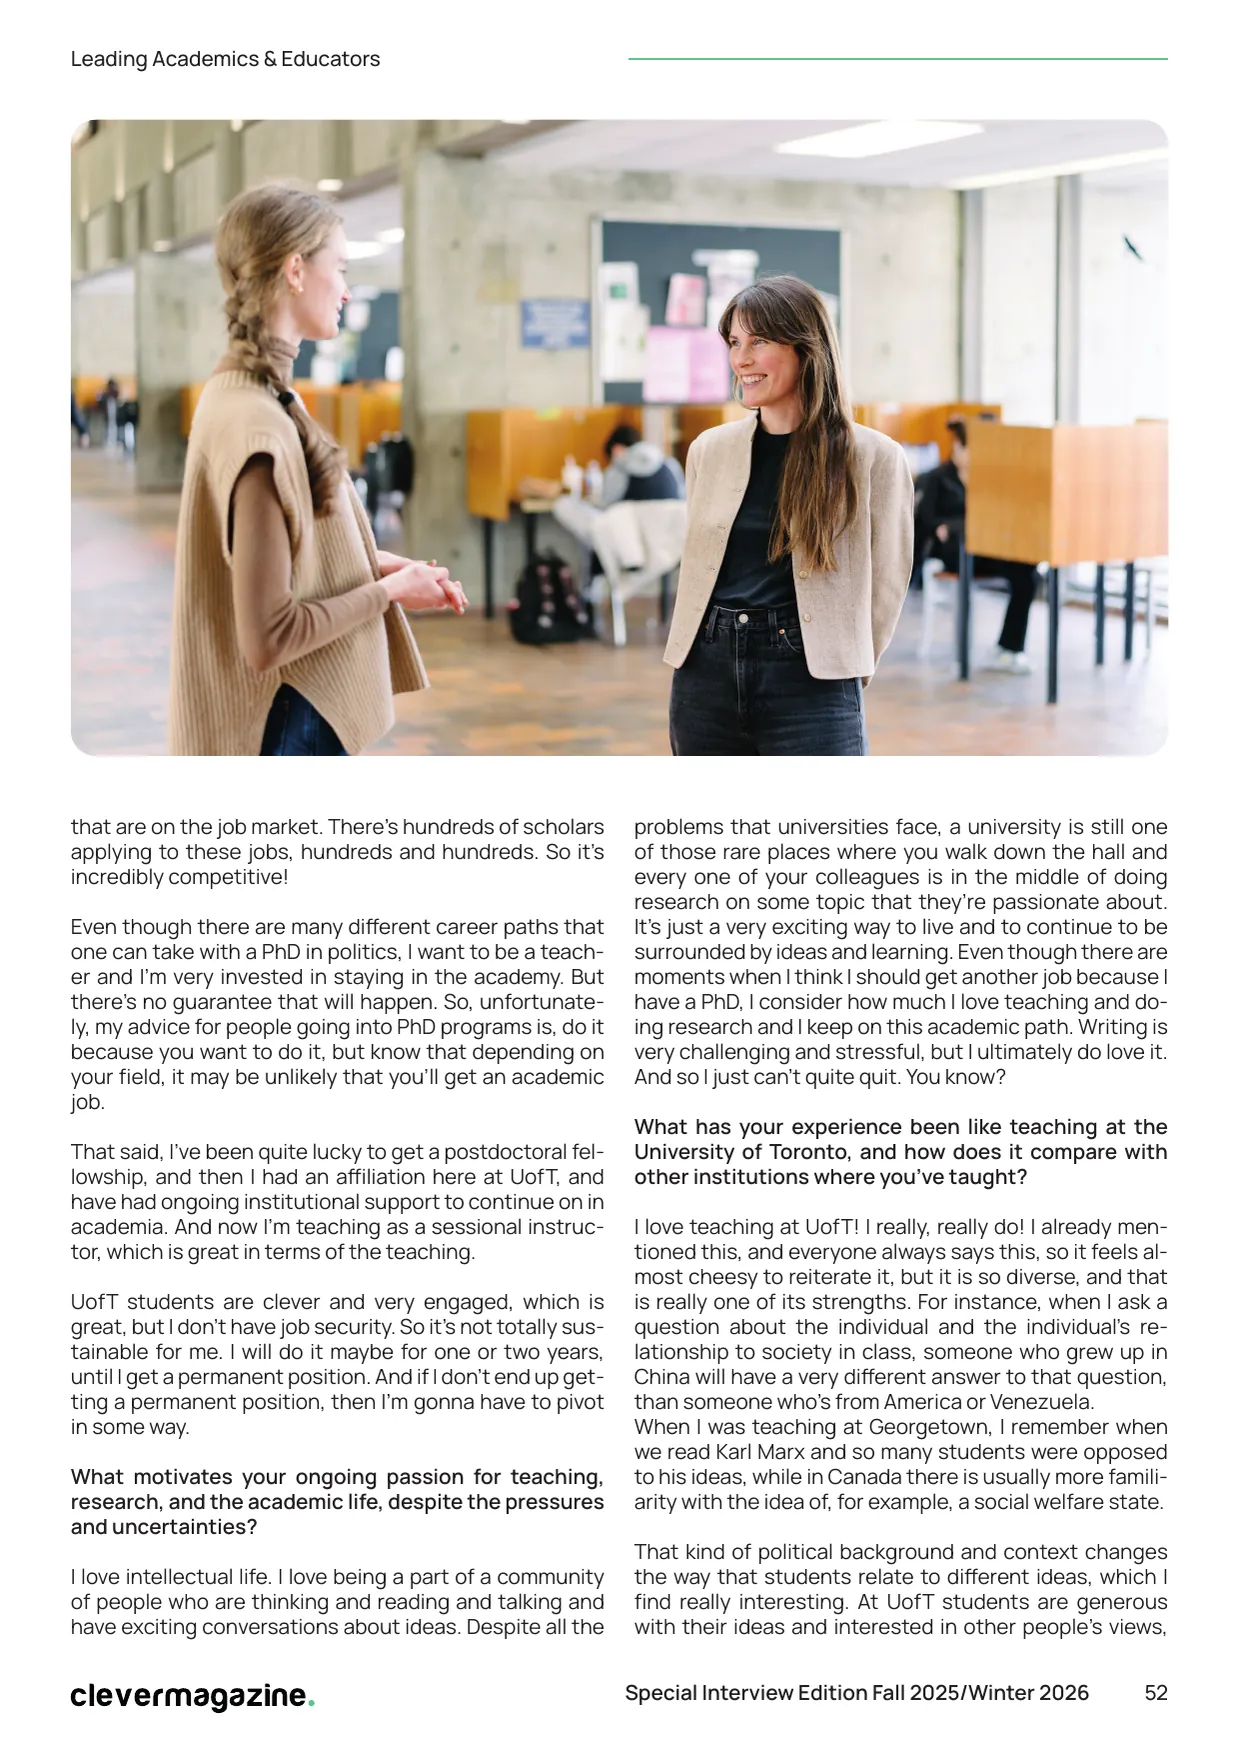 Leading Academics & Educators
that are on the job market. There's hundreds of scholars
applying to these jobs, hundreds and hundreds. So it's
incredibly competitive!
Even though there are many different career paths that
one can take with a PhD in politics, I want to be a teach-
er and I'm very invested in staying in the academy. But
there's no guarantee that will happen. So, unfortunate-
ly, my advice for people going into PhD programs is, do it
because you want to do it, but know that depending on
your field, it may be unlikely that you'll get an academic
job.
That said, I've been quite lucky to get a postdoctoral fel-
lowship, and then I had an affiliation here at UofT, and
have had ongoing institutional support to continue on in
academia. And now I'm teaching as a sessional instruc-
tor, which is great in terms of the teaching.
UofT students are clever and very engaged, which is
great, but I don't have job security. So it's not totally sus-
tainable for me. I will do it maybe for one or two years,
until I get a permanent position. And if I don't end up get-
ting a permanent position, then I'm gonna have to pivot
in some way.
What motivates your ongoing passion for teaching,
research, and the academic life, despite the pressures
and uncertainties?
I love intellectual life. I love being a part of a community
of people who are thinking and reading and talking and
have exciting conversations about ideas. Despite all the
problems that universities face, a university is still one
of those rare places where you walk down the hall and
every one of your colleagues is in the middle of doing
research on some topic that they're passionate about.
It's just a very exciting way to live and to continue to be
surrounded by ideas and learning. Even though there are
moments when I think I should get another job because I
have a PhD, I consider how much I love teaching and do-
ing research and I keep on this academic path. Writing is
very challenging and stressful, but I ultimately do love it.
And so I just can't quite quit. You know?
What has your experience been like teaching at the
University of Toronto, and how does it compare with
other institutions where you've taught?
I love teaching at UofT! I really, really do! I already men-
tioned this, and everyone always says this, so it feels al-
most cheesy to reiterate it, but it is so diverse, and that
is really one of its strengths. For instance, when I ask a
question about the individual and the individual's re-
lationship to society in class, someone who grew up in
China will have a very different answer to that question,
than someone who's from America or Venezuela.
When I was teaching at Georgetown, I remember when
we read Karl Marx and so many students were opposed
to his ideas, while in Canada there is usually more famili-
arity with the idea of, for example, a social welfare state.
That kind of political background and context changes
the way that students relate to different ideas, which I
find really interesting. At UofT students are generous
with their ideas and interested in other people's views,
clevermagazine.
Special Interview Edition Fall 2025/Winter 2026 52